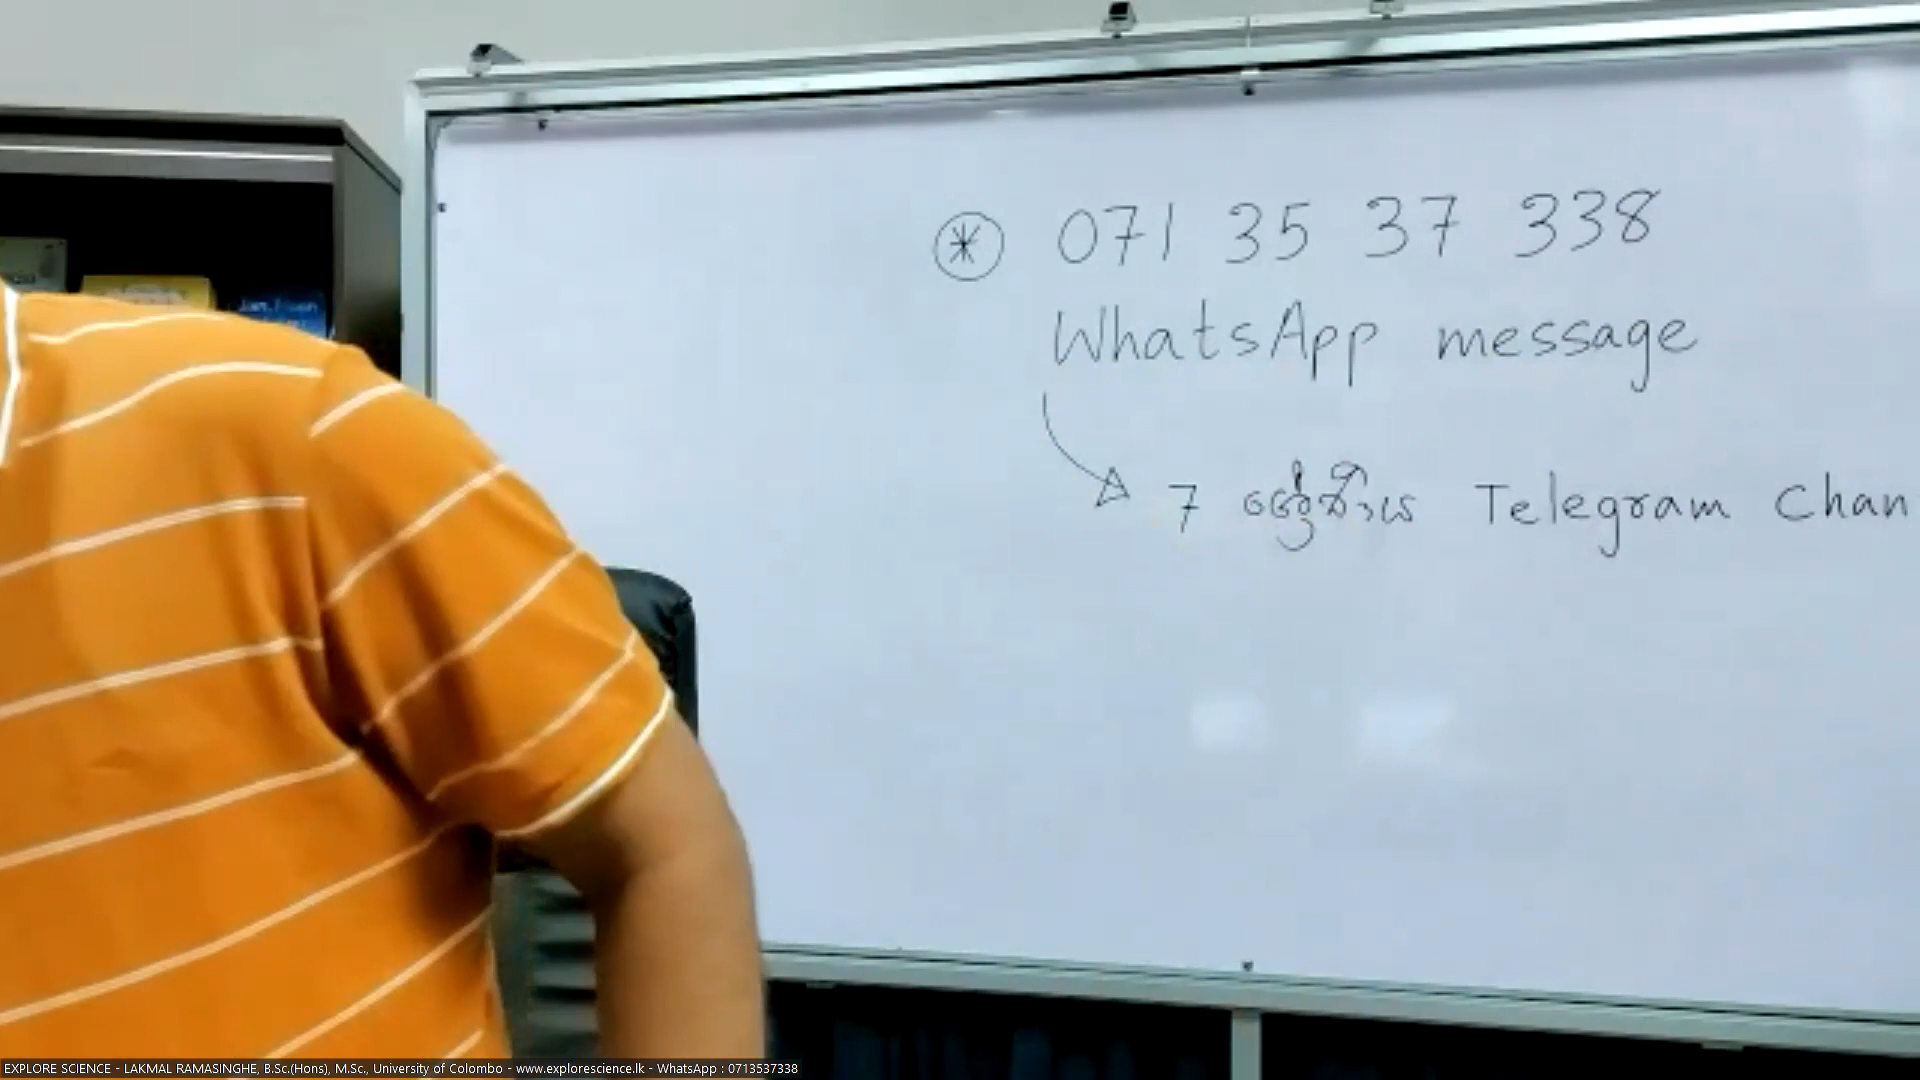 071 35 37 338
WhatsApp message
7 ශ්‍රේණිය Telegram Chan
EXPLORE SCIENCE - LAKMAL RAMASINGHE, B.Sc.(Hons), M.Sc., University of Colombo - www.explorescience.lk - WhatsApp : 0713537338